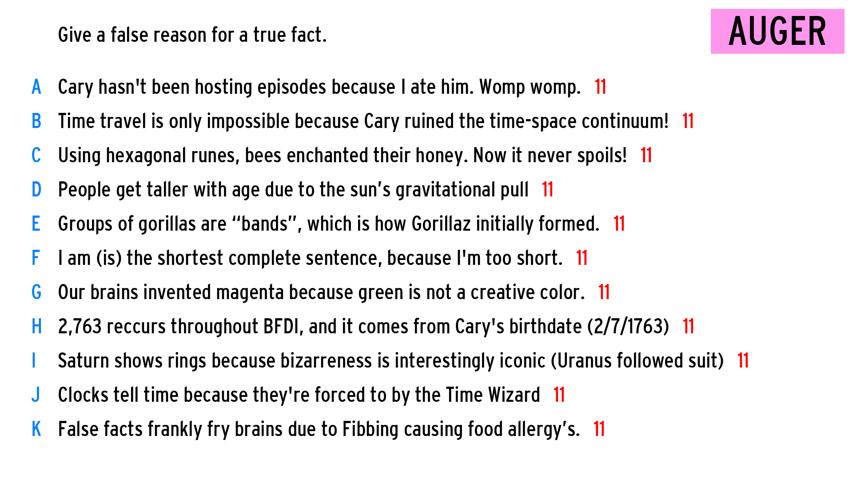 Give a false reason for a true fact.
AUGER
A Cary hasn't been hosting episodes because I ate him. Womp womp. 11
B Time travel is only impossible because Cary ruined the time-space continuum! 11
C Using hexagonal runes, bees enchanted their honey. Now it never spoils! 11
D People get taller with age due to the sun’s gravitational pull 11
E Groups of gorillas are “bands”, which is how Gorillaz initially formed. 11
F I am (is) the shortest complete sentence, because I'm too short. 11
G Our brains invented magenta because green is not a creative color. 11
H 2,763 reccurs throughout BFDI, and it comes from Cary's birthdate (2/7/1763) 11
I Saturn shows rings because bizarreness is interestingly iconic (Uranus followed suit) 11
J Clocks tell time because they're forced to by the Time Wizard 11
K False facts frankly fry brains due to Fibbing causing food allergy’s. 11